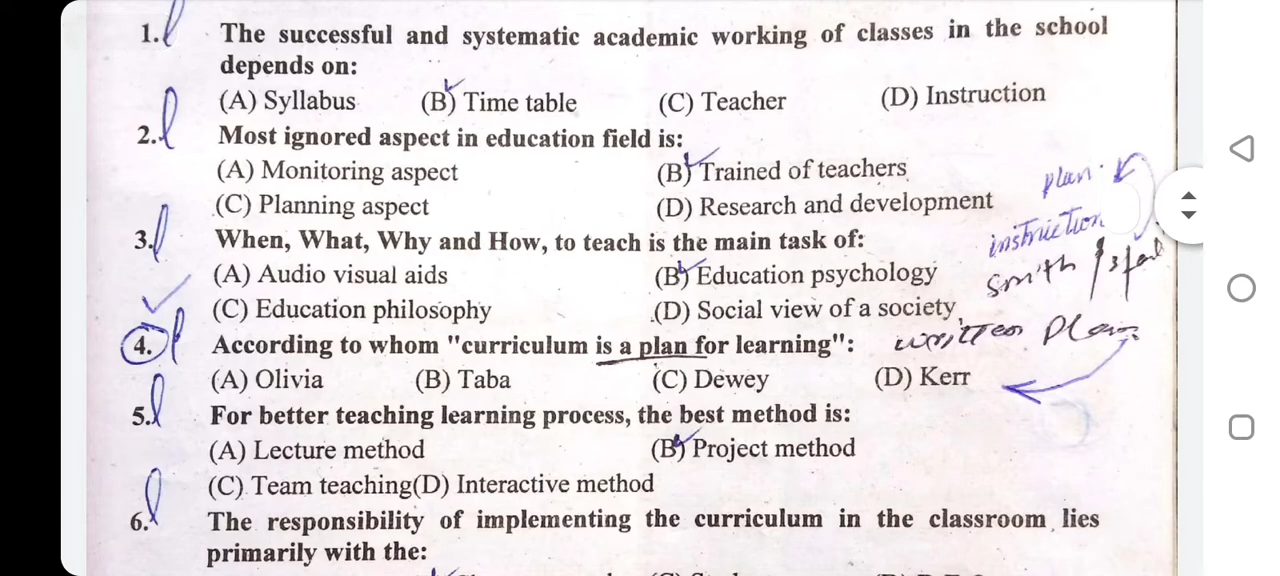 1. The successful and systematic academic working of classes in the school
depends on:
(A) Syllabus (B) Time table (C) Teacher (D) Instruction
2. Most ignored aspect in education field is:
(A) Monitoring aspect (B) Trained of teachers
(C) Planning aspect (D) Research and development
plan
instruction
3. When, What, Why and How, to teach is the main task of:
(A) Audio visual aids (B) Education psychology
smith
(C) Education philosophy (D) Social view of a society
4. According to whom "curriculum is a plan for learning":
written plan
(A) Olivia (B) Taba (C) Dewey (D) Kerr
5. For better teaching learning process, the best method is:
(A) Lecture method (B) Project method
(C) Team teaching(D) Interactive method
6. The responsibility of implementing the curriculum in the classroom lies
primarily with the: